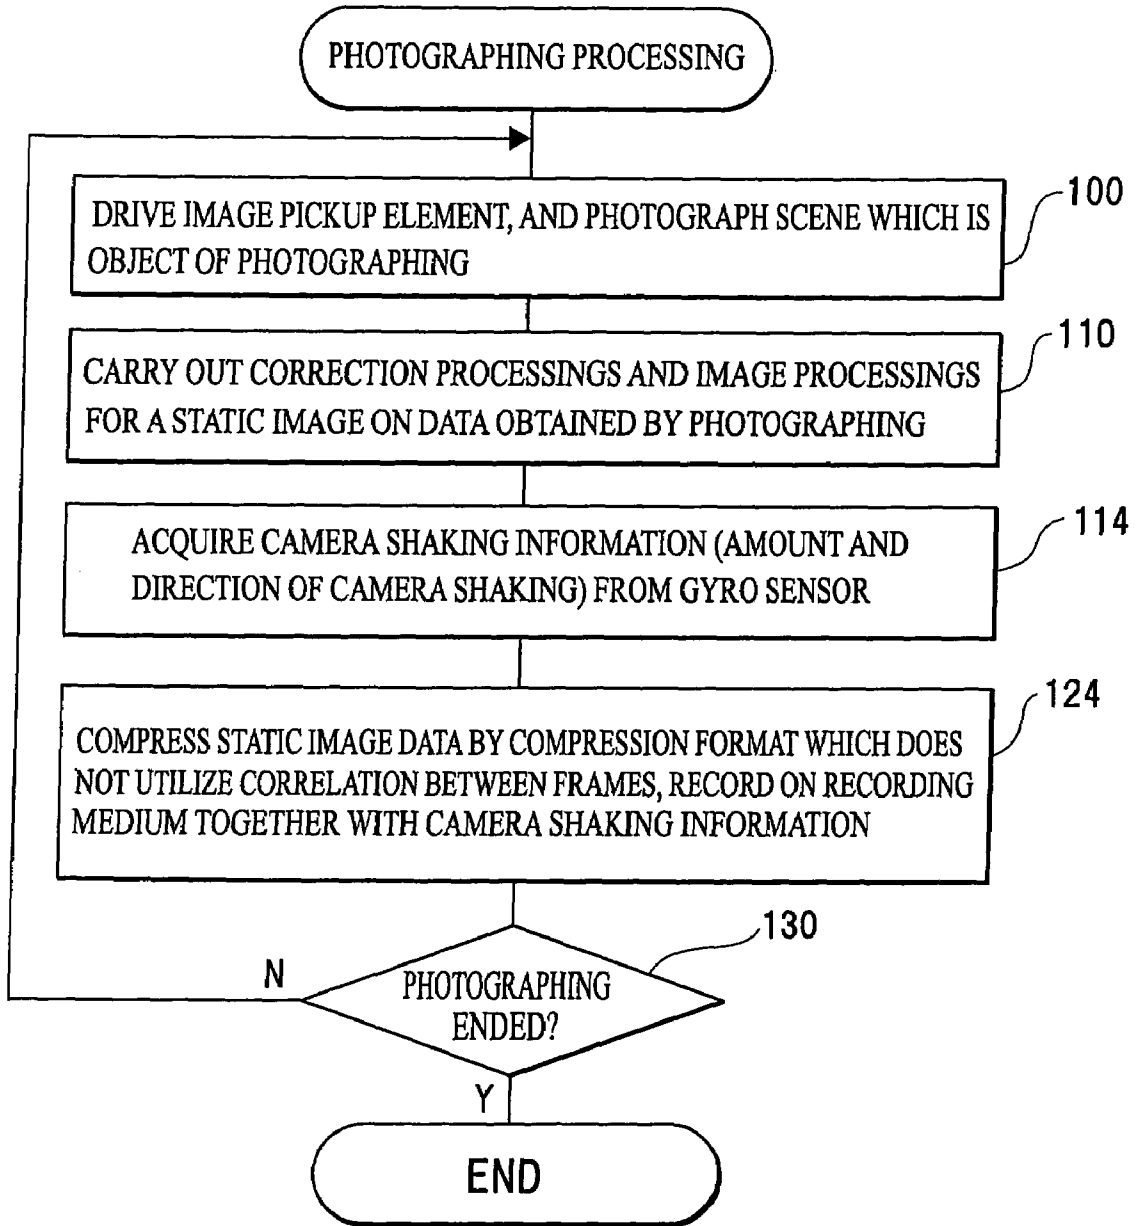 PHOTOGRAPHING PROCESSING
100
DRIVE IMAGE PICKUP ELEMENT, AND PHOTOGRAPH SCENE WHICH IS
OBJECT OF PHOTOGRAPHING
110
CARRY OUT CORRECTION PROCESSINGS AND IMAGE PROCESSINGS
FOR A STATIC IMAGE ON DATA OBTAINED BY PHOTOGRAPHING
114
ACQUIRE CAMERA SHAKING INFORMATION (AMOUNT AND
DIRECTION OF CAMERA SHAKING) FROM GYRO SENSOR
124
COMPRESS STATIC IMAGE DATA BY COMPRESSION FORMAT WHICH DOES
NOT UTILIZE CORRELATION BETWEEN FRAMES, RECORD ON RECORDING
MEDIUM TOGETHER WITH CAMERA SHAKING INFORMATION
130
N
PHOTOGRAPHING
ENDED?
Y
END